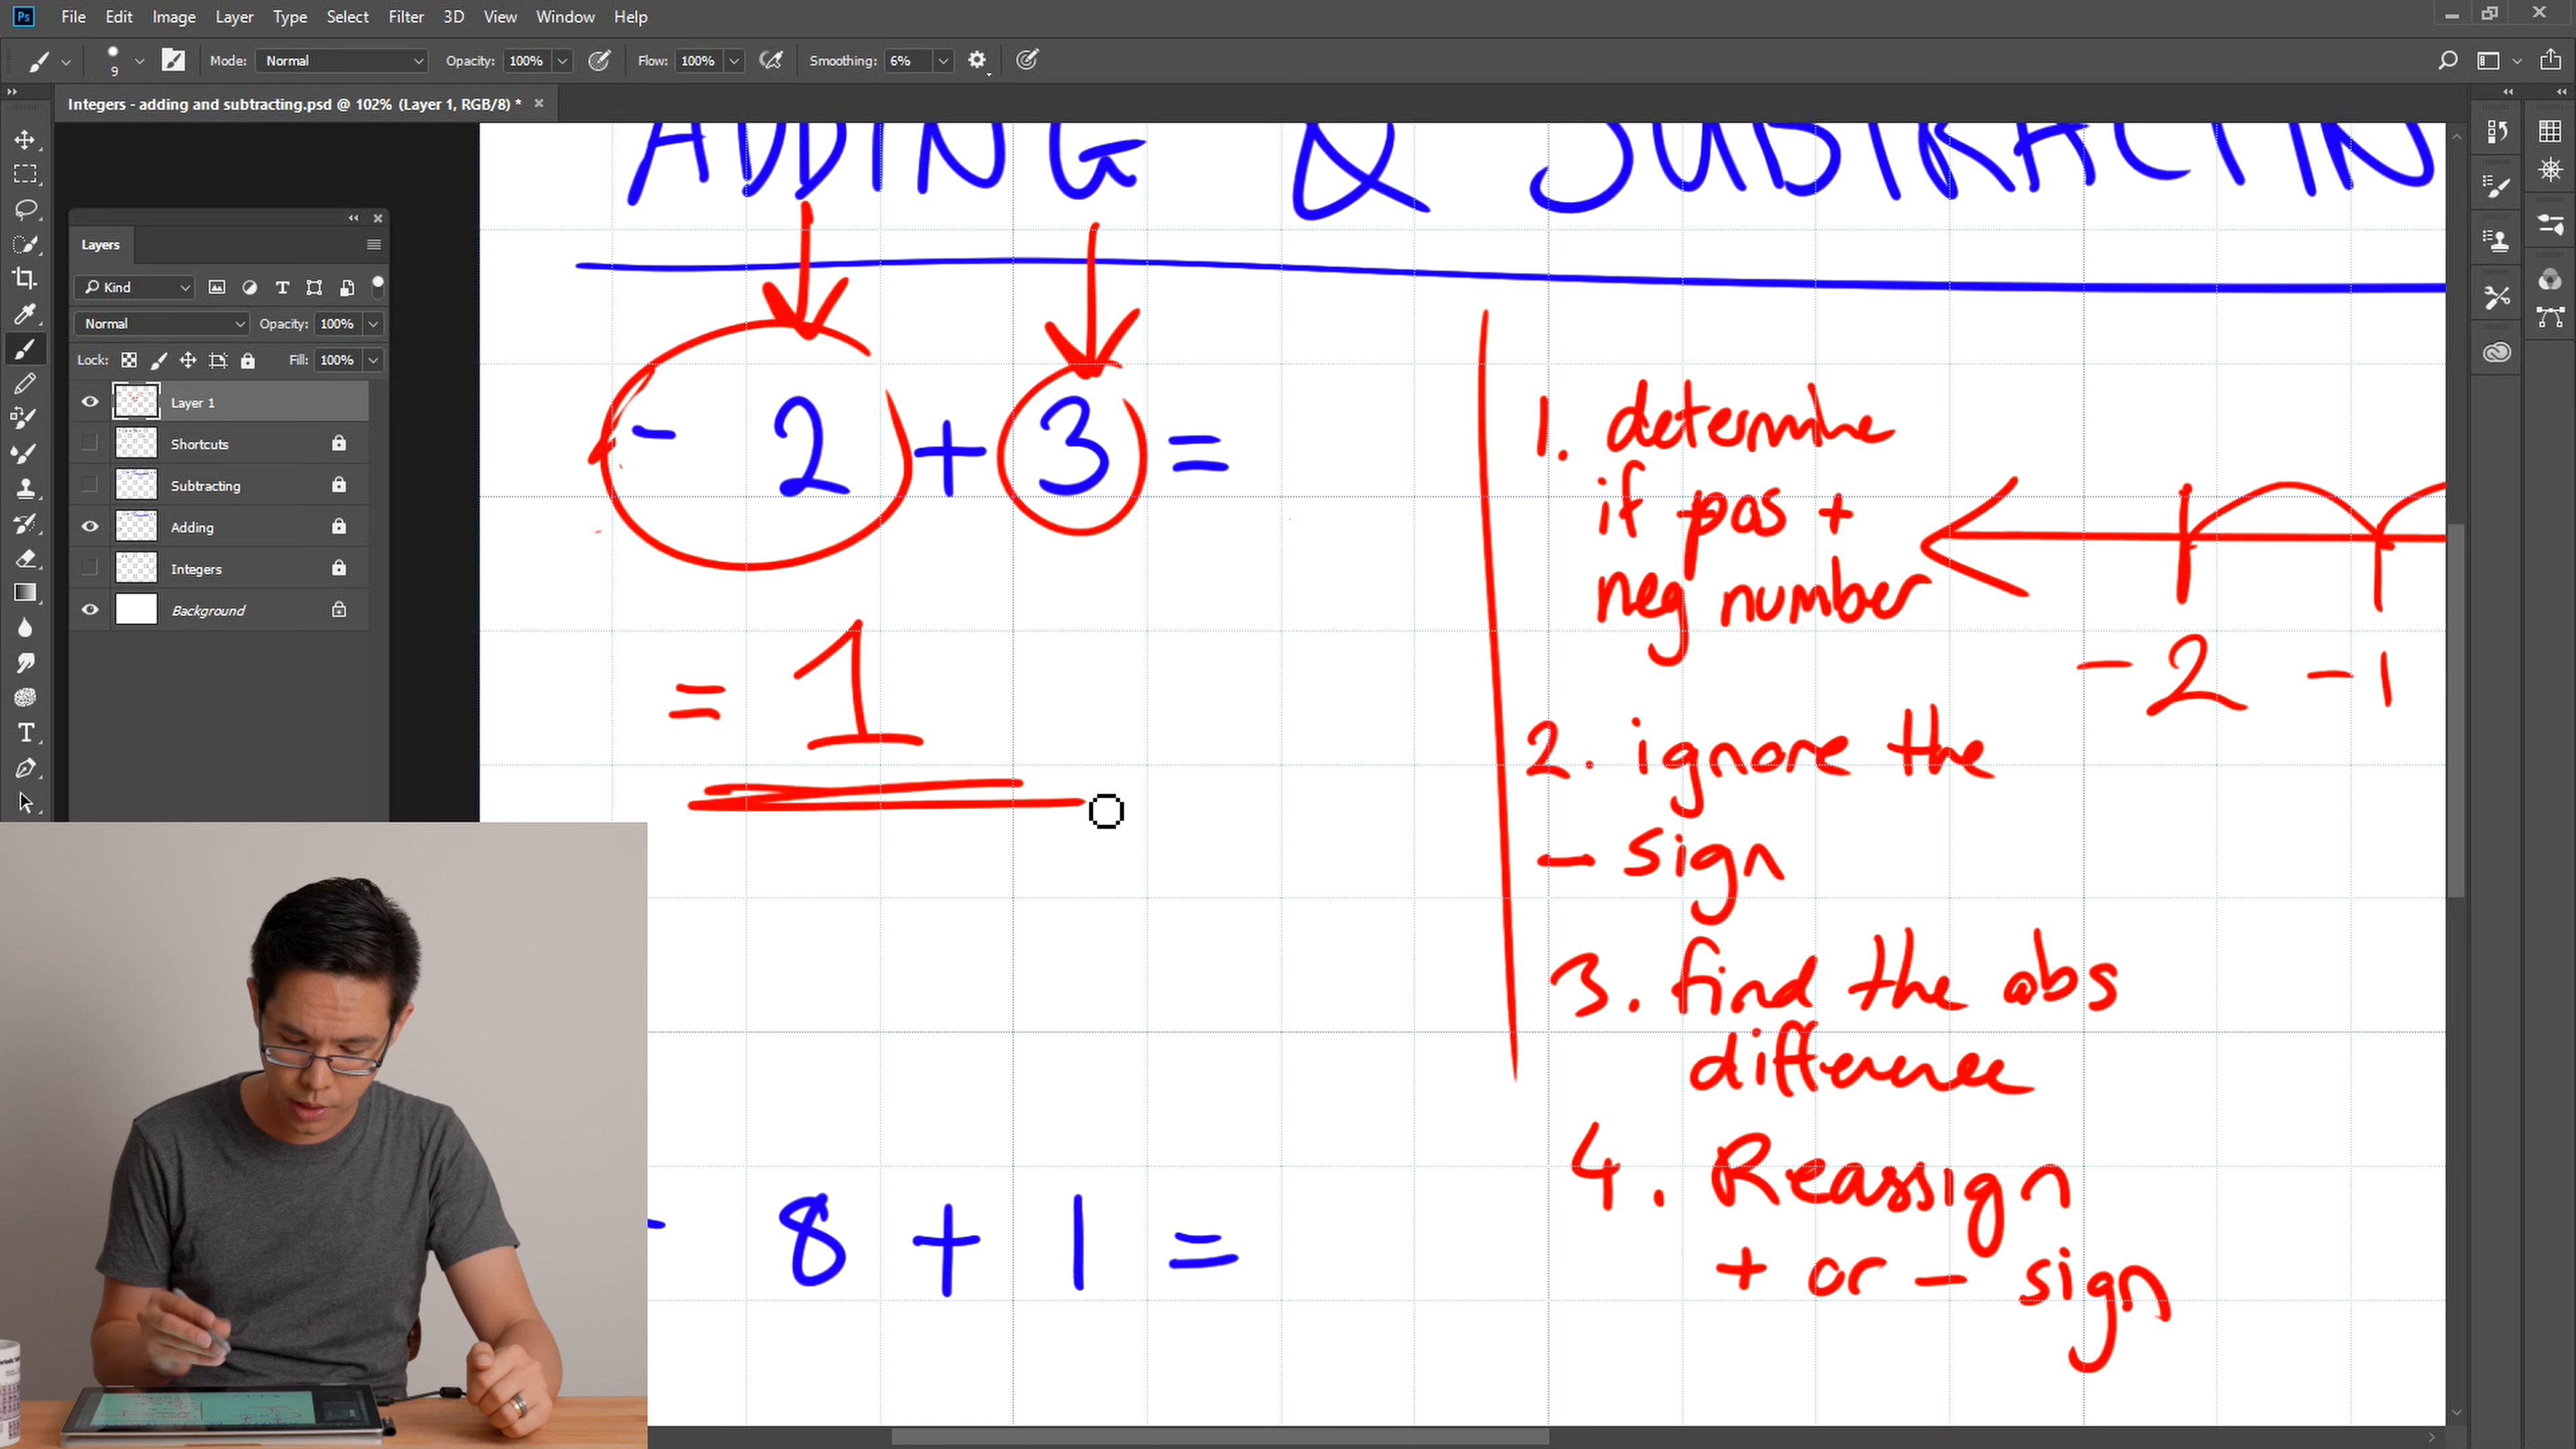 Ps File Edit Image Layer Type Select Filter 3D View Window Help
9 Mode: Normal Opacity: 100% Flow: 100% Smoothing: 6%
Integers - adding and subtracting.psd @ 102% (Layer 1, RGB/8) *
Layers
Kind
Normal Opacity: 100%
Lock: Fill: 100%
Layer 1
Shortcuts
Subtracting
Adding
Integers
Background
ADDING & SUBTRACTIN
- 2 + 3 =
= 1
- 8 + 1 =
1. determine
if pos +
neg number
2. ignore the
- sign
3. find the abs
difference
4. Reassign
+ or - sign
-2 -1